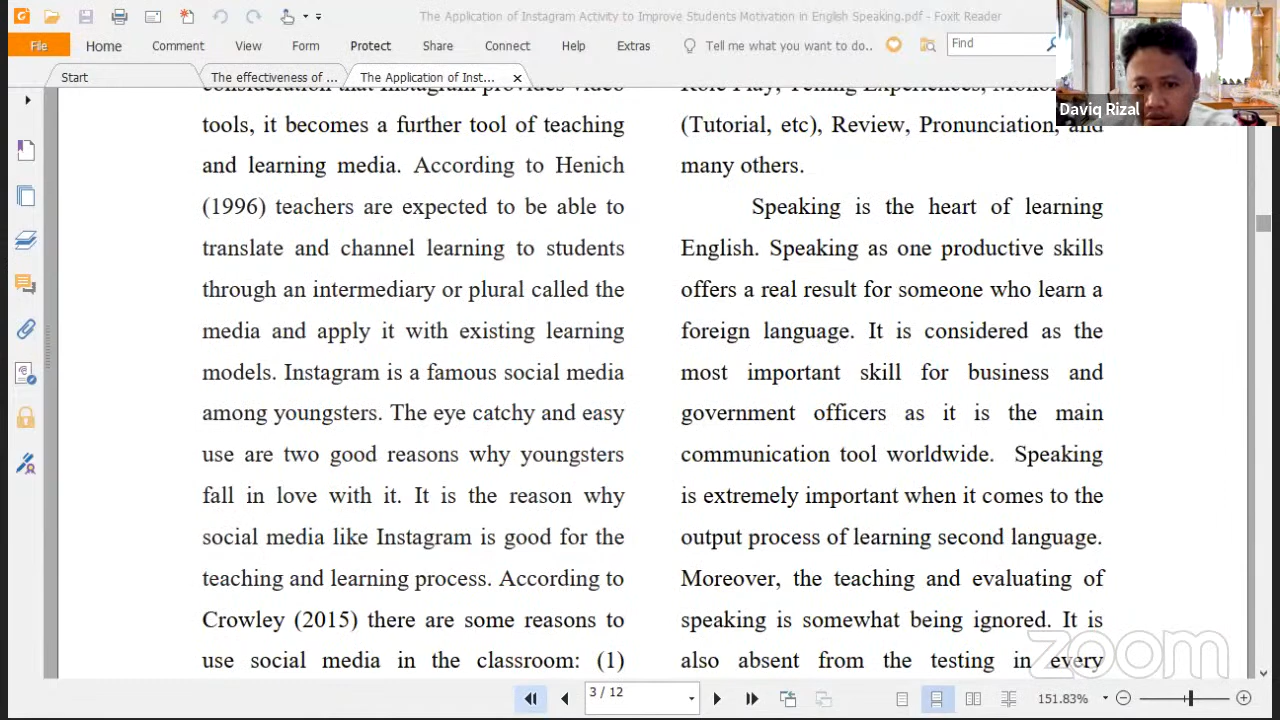 The Application of Instagram Activity to Improve Students Motivation in English Speaking.pdf - Foxit Reader
File Home Comment View Form Protect Share Connect Help Extras Tell me what you want to do.. Find
Start The effectiveness of ... The Application of Inst...
Daviq Rizal
consideration that Instagram provides video
tools, it becomes a further tool of teaching
and learning media. According to Henich
(1996) teachers are expected to be able to
translate and channel learning to students
through an intermediary or plural called the
media and apply it with existing learning
models. Instagram is a famous social media
among youngsters. The eye catchy and easy
use are two good reasons why youngsters
fall in love with it. It is the reason why
social media like Instagram is good for the
teaching and learning process. According to
Crowley (2015) there are some reasons to
use social media in the classroom: (1)
Role Play, Telling Experiences,
(Tutorial, etc), Review, Pronunciation, and
many others.
Speaking is the heart of learning
English. Speaking as one productive skills
offers a real result for someone who learn a
foreign language. It is considered as the
most important skill for business and
government officers as it is the main
communication tool worldwide. Speaking
is extremely important when it comes to the
output process of learning second language.
Moreover, the teaching and evaluating of
speaking is somewhat being ignored. It is
also absent from the testing in every
zoom
3 / 12
151.83%